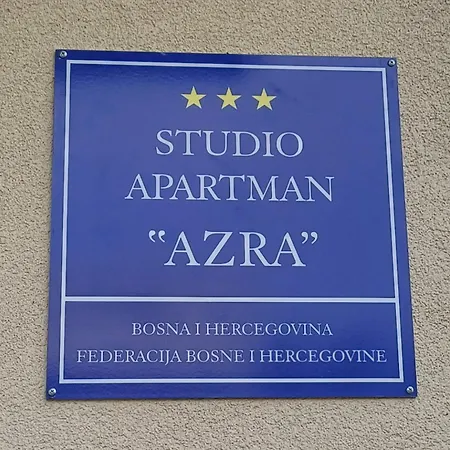 STUDIO
APARTMAN
“AZRA”
BOSNA I HERCEGOVINA
FEDERACIJA BOSNE I HERCEGOVINE